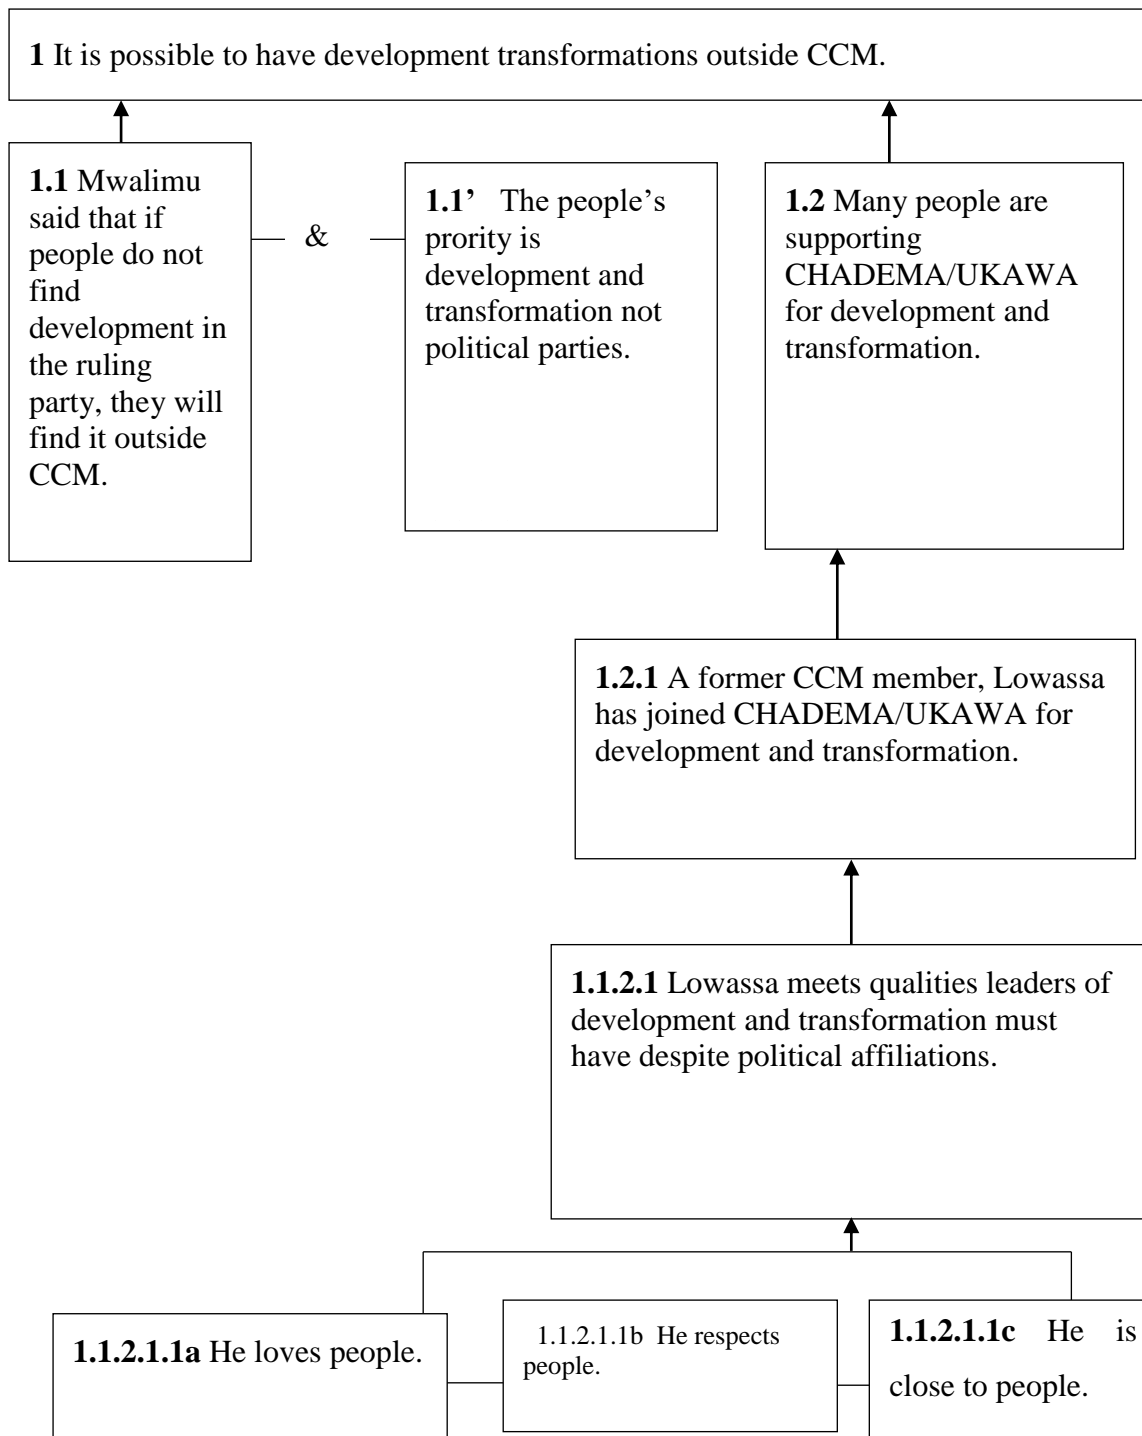 1 It is possible to have development transformations outside CCM.
1.1 Mwalimu
said that if
people do not
find
development in
the ruling
party, they will
find it outside
CCM.
&
1.1’ The people’s
prority is
development and
transformation not
political parties.
1.2 Many people are
supporting
CHADEMA/UKAWA
for development and
transformation.
1.2.1 A former CCM member, Lowassa
has joined CHADEMA/UKAWA for
development and transformation.
1.1.2.1 Lowassa meets qualities leaders of
development and transformation must
have despite political affiliations.
1.1.2.1.1a He loves people.
1.1.2.1.1b He respects
people.
1.1.2.1.1c He is
close to people.